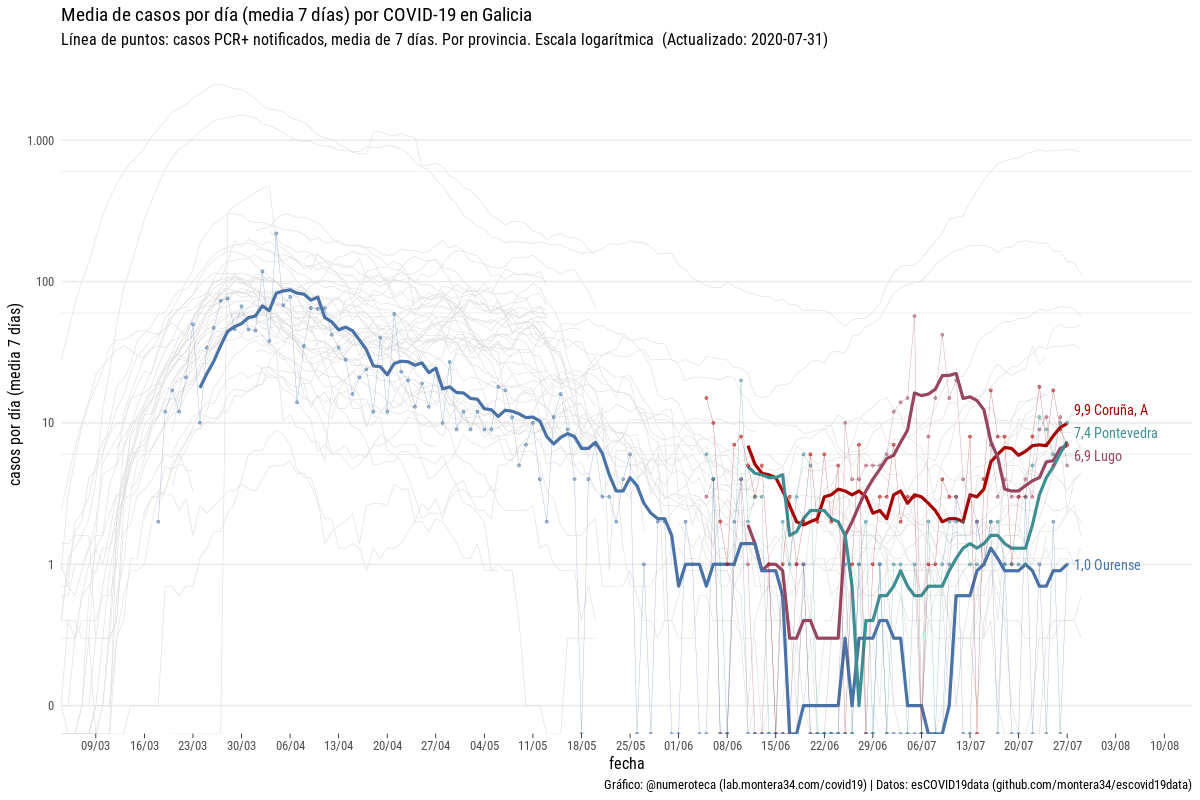 Media de casos por día (media 7 días) por COVID-19 en Galicia
Línea de puntos: casos PCR+ notificados, media de 7 días. Por provincia. Escala logarítmica  (Actualizado: 2020-07-31)
casos por día (media 7 días)
1.000
100
10
1
0
9,9 Coruña, A
7,4 Pontevedra
6,9 Lugo
1,0 Ourense
09/03 16/03 23/03 30/03 06/04 13/04 20/04 27/04 04/05 11/05 18/05 25/05 01/06 08/06 15/06 22/06 29/06 06/07 13/07 20/07 27/07 03/08 10/08
fecha
Gráfico: @numeroteca (lab.montera34.com/covid19) | Datos: esCOVID19data (github.com/montera34/escovid19data)